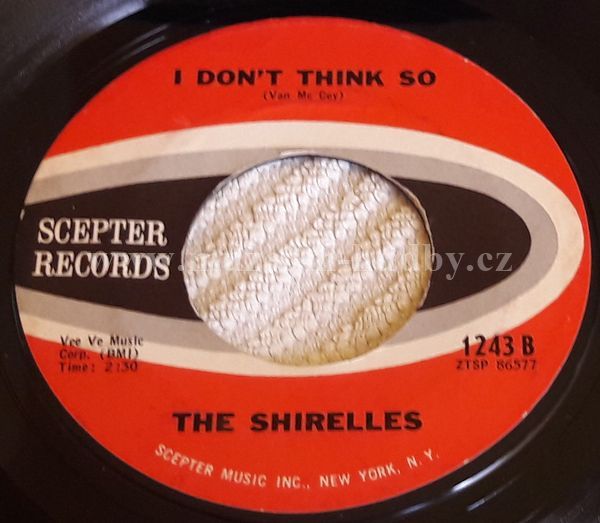 I DON'T THINK SO
(Van Mc Coy)
SCEPTER
RECORDS
Vee Ve Music
Corp. (BMI)
Time: 2:30
1243 B
ZTSP 86577
THE SHIRELLES
SCEPTER MUSIC INC., NEW YORK, N. Y.